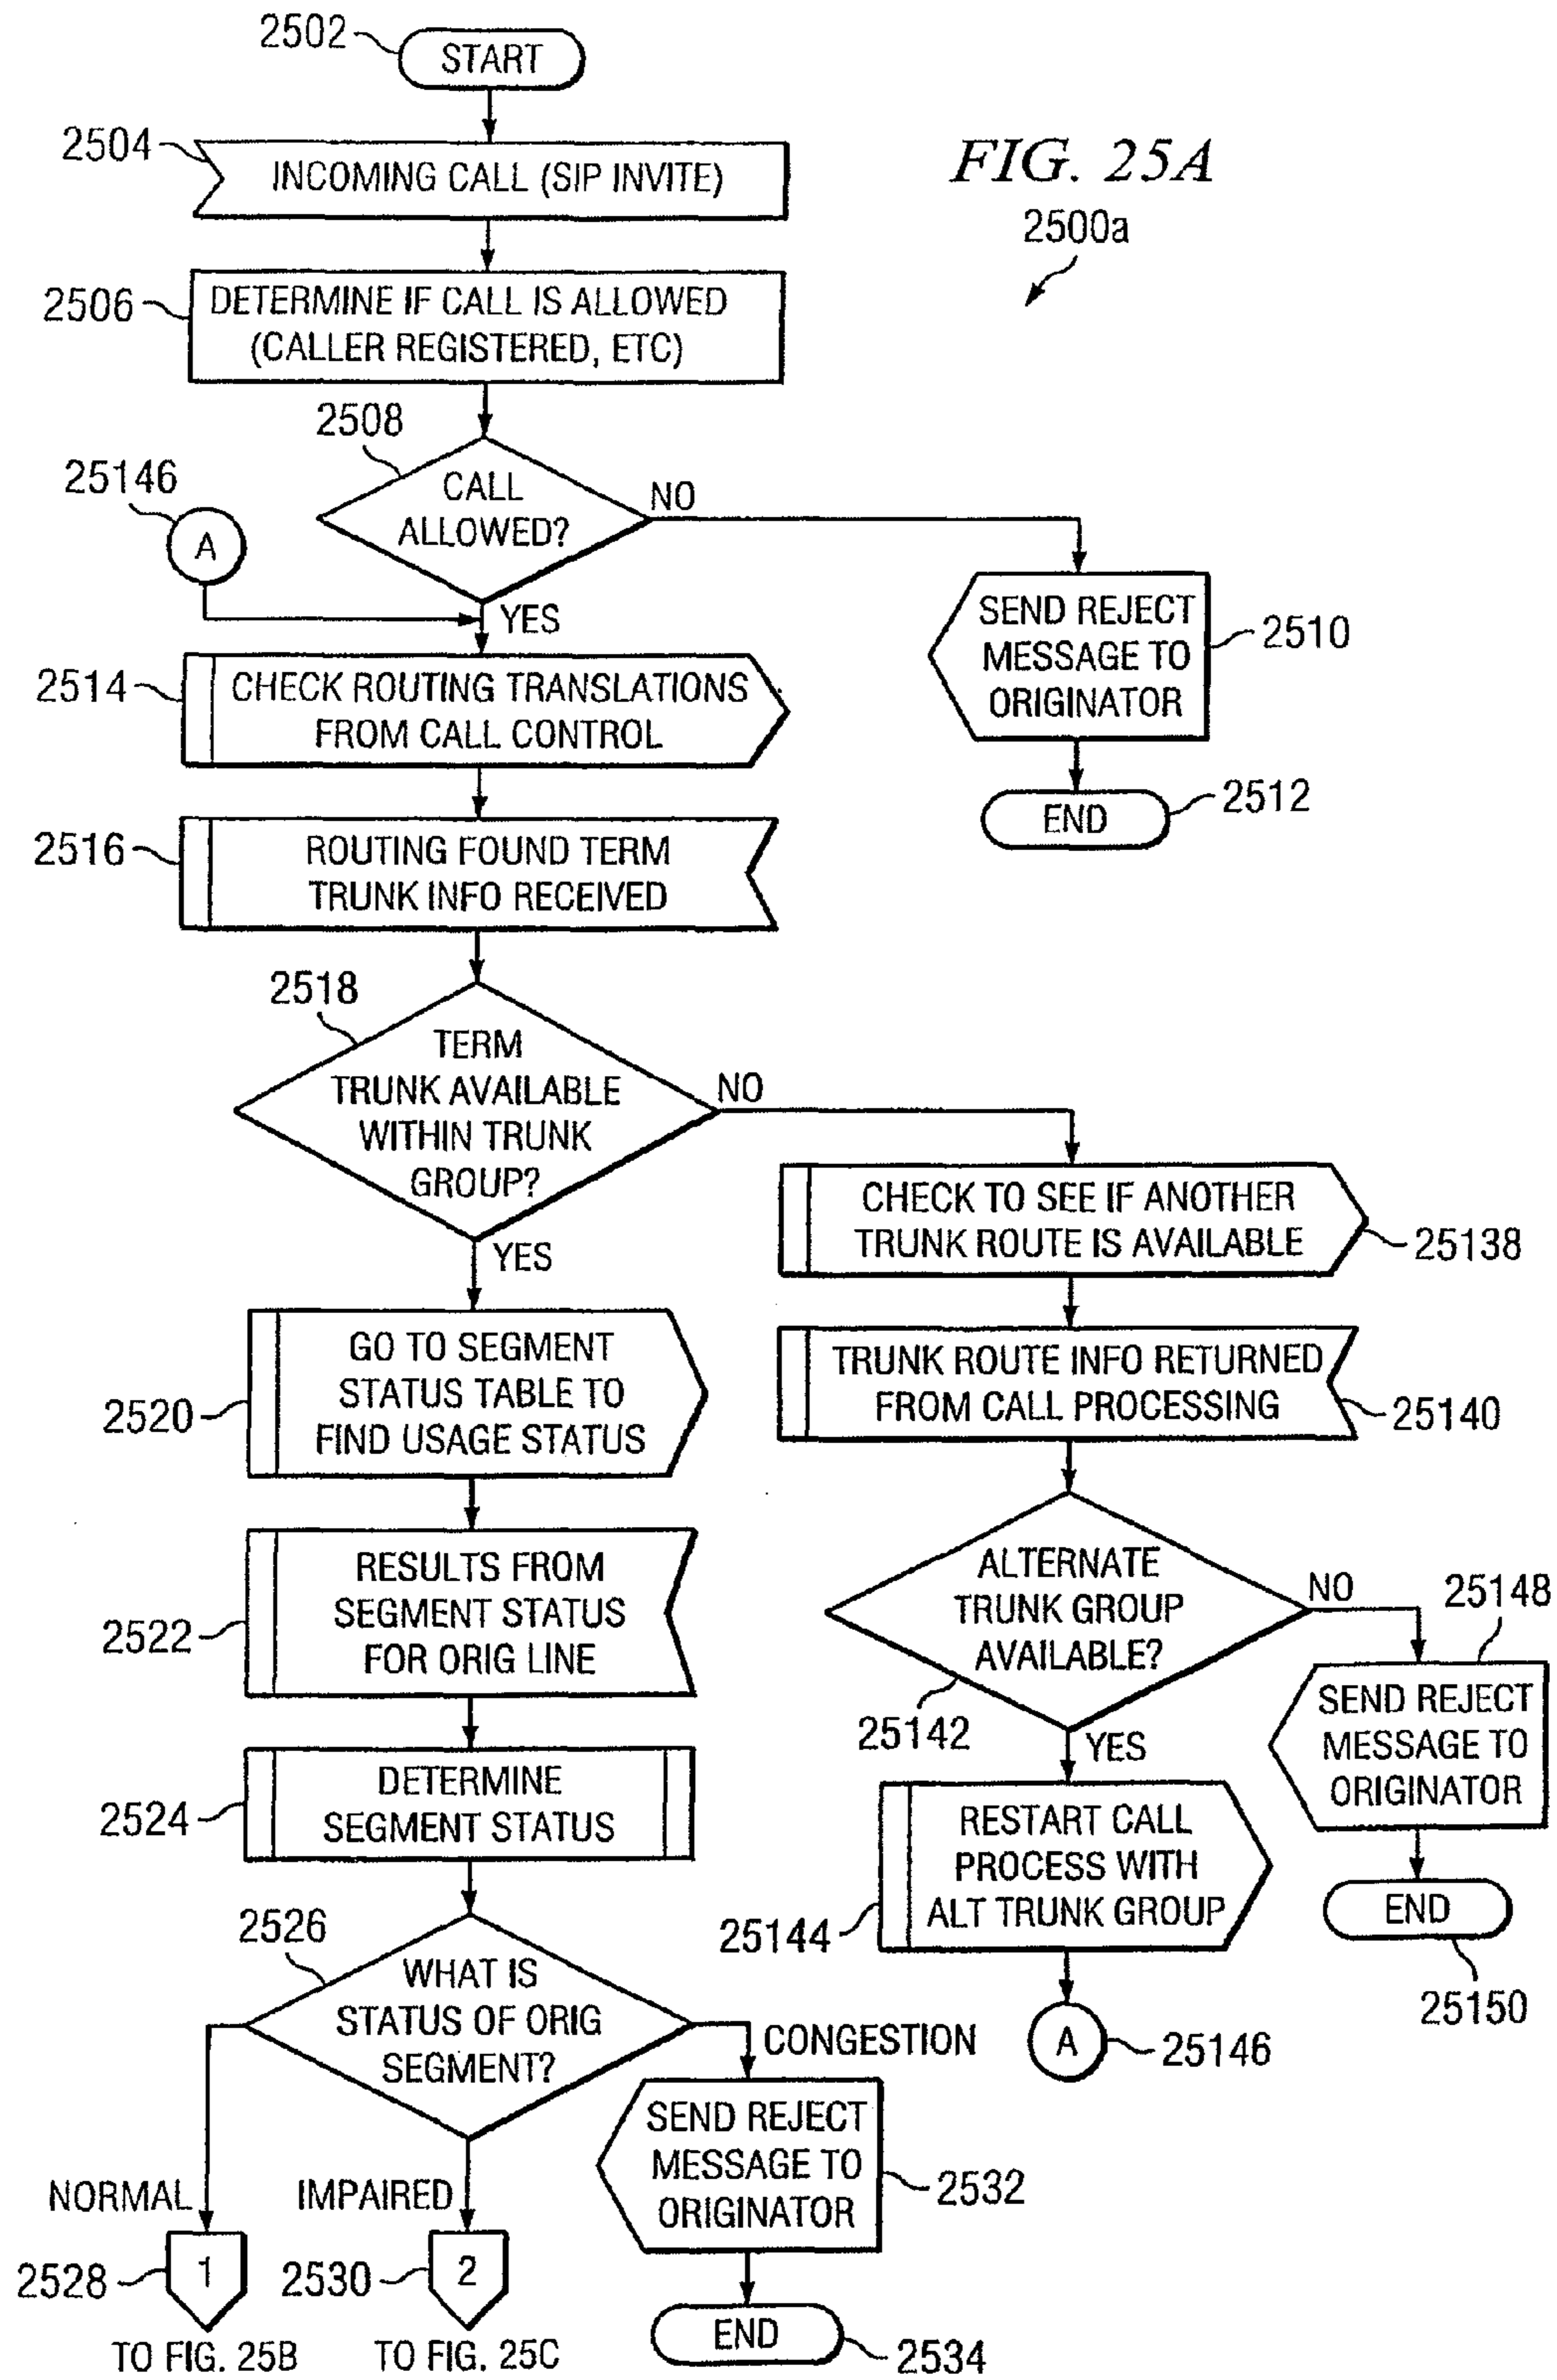 2502
START
2504
INCOMING CALL (SIP INVITE)
FIG. 25A
2500a
2506
DETERMINE IF CALL IS ALLOWED
(CALLER REGISTERED, ETC)
2508
CALL
ALLOWED?
NO
25146
A
YES
SEND REJECT
MESSAGE TO
ORIGINATOR
2510
END
2512
2514
CHECK ROUTING TRANSLATIONS
FROM CALL CONTROL
2516
ROUTING FOUND TERM
TRUNK INFO RECEIVED
2518
TERM
TRUNK AVAILABLE
WITHIN TRUNK
GROUP?
NO
YES
CHECK TO SEE IF ANOTHER
TRUNK ROUTE IS AVAILABLE
25138
TRUNK ROUTE INFO RETURNED
FROM CALL PROCESSING
25140
ALTERNATE
TRUNK GROUP
AVAILABLE?
25142
NO
25148
SEND REJECT
MESSAGE TO
ORIGINATOR
END
25150
YES
RESTART CALL
PROCESS WITH
ALT TRUNK GROUP
25144
A
25146
2520
GO TO SEGMENT
STATUS TABLE TO
FIND USAGE STATUS
2522
RESULTS FROM
SEGMENT STATUS
FOR ORIG LINE
2524
DETERMINE
SEGMENT STATUS
2526
WHAT IS
STATUS OF ORIG
SEGMENT?
CONGESTION
SEND REJECT
MESSAGE TO
ORIGINATOR
2532
END
2534
NORMAL
1
2528
TO FIG. 25B
IMPAIRED
2
2530
TO FIG. 25C